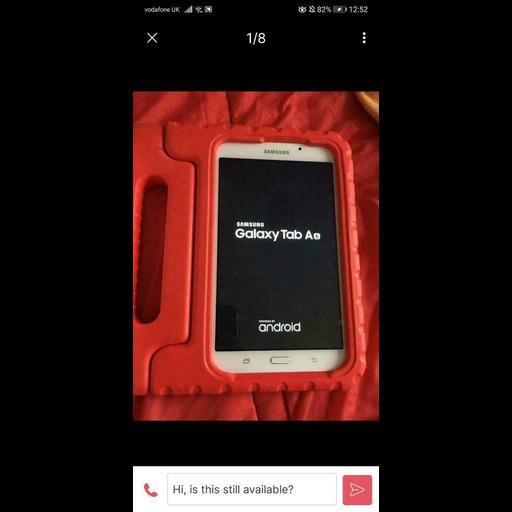 vodafone UK 82% 12:52
1/8
SAMSUNG
SAMSUNG
Galaxy Tab A6
POWERED BY
android
Hi, is this still available?